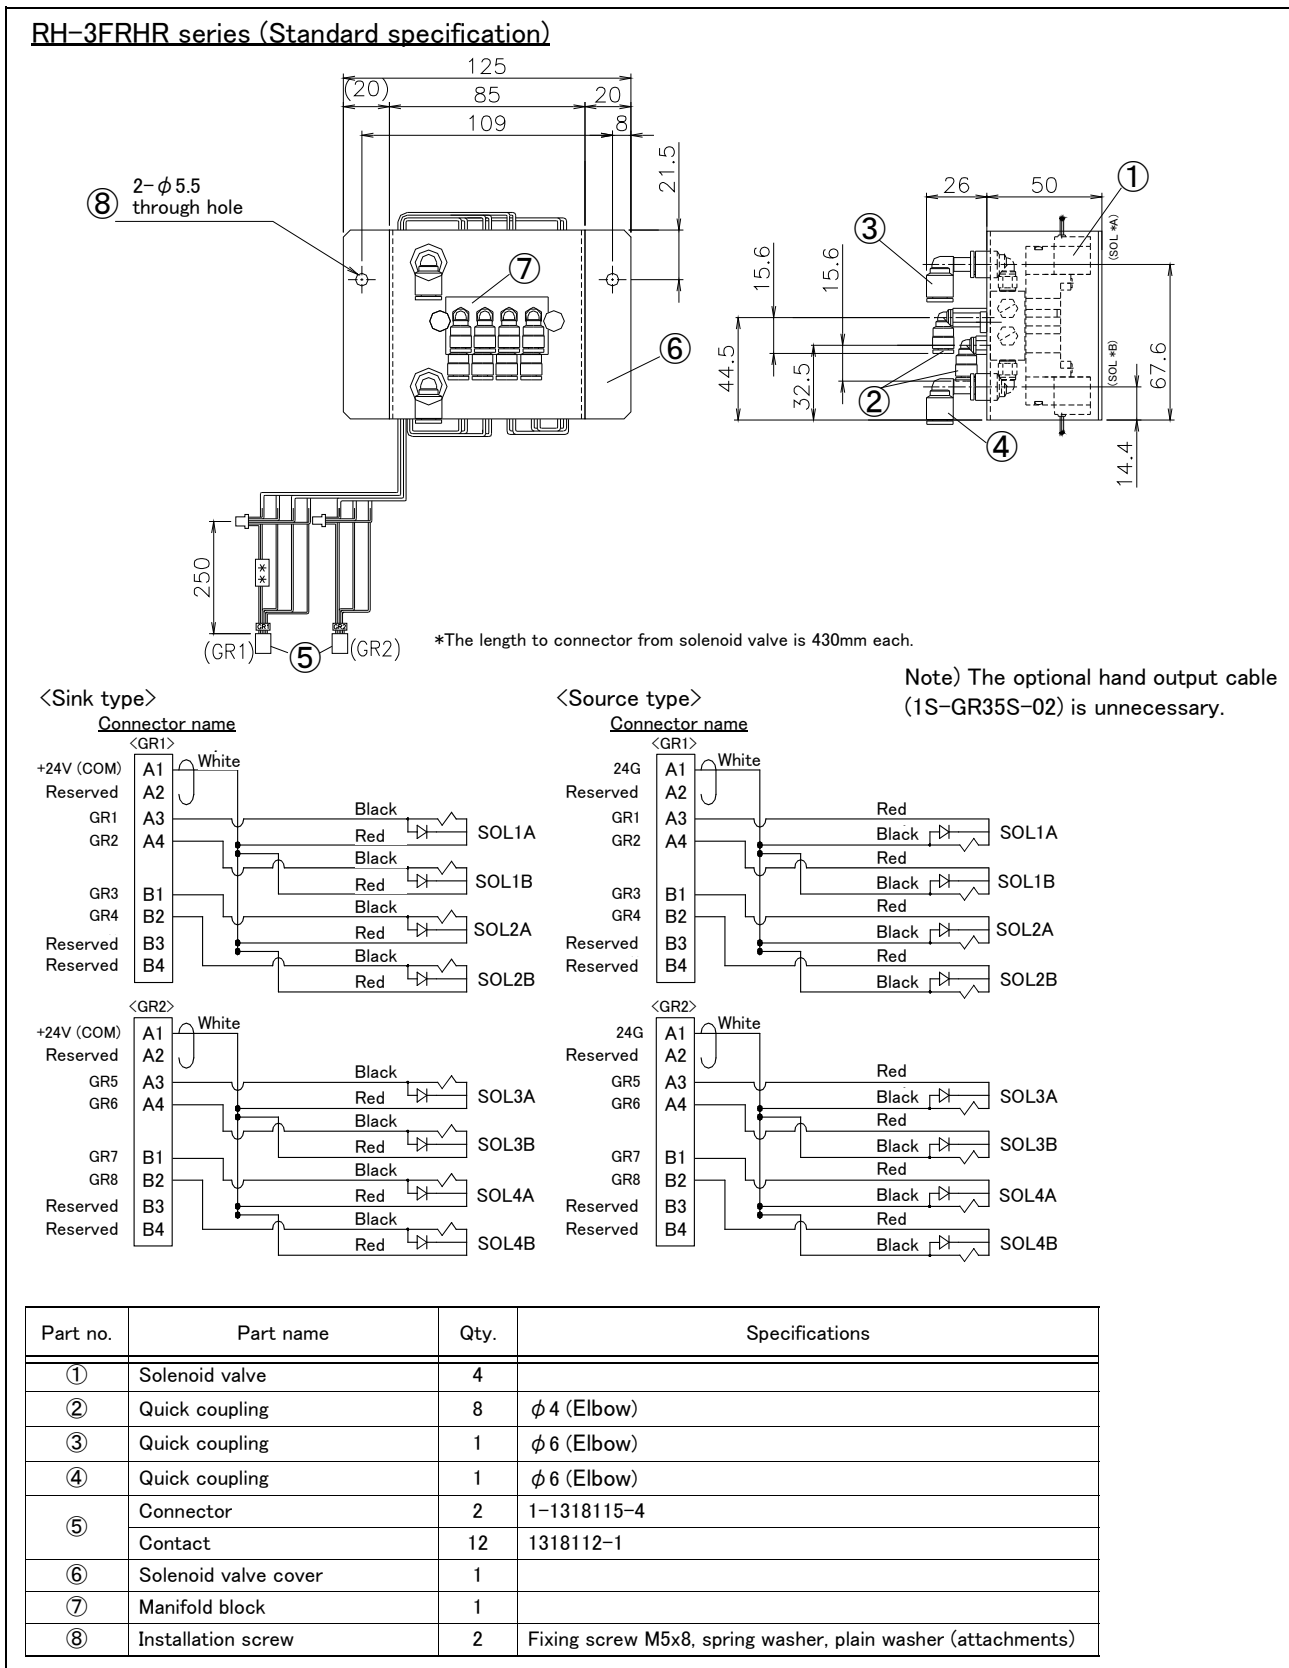 RH-3FRHR series (Standard specification)
125
(20) 85 20
109 8
21.5
⑧ 2-φ5.5
through hole
⑦
⑥
250
**
(GR1) ⑤ (GR2)
26 50 ①
③
(SOL *A)
15.6 15.6
44.5 32.5
②
(SOL *B)
67.6
④
14.4
*The length to connector from solenoid valve is 430mm each.
Note) The optional hand output cable
(1S-GR35S-02) is unnecessary.
<Sink type>
Connector name
<GR1>
+24V (COM) A1 White
Reserved A2
GR1 A3 Black
Red SOL1A
GR2 A4 Black
Red SOL1B
GR3 B1 Black
Red SOL2A
GR4 B2 Black
Red SOL2B
Reserved B3
Reserved B4
<GR2>
+24V (COM) A1 White
Reserved A2
GR5 A3 Black
Red SOL3A
GR6 A4 Black
Red SOL3B
GR7 B1 Black
Red SOL4A
GR8 B2 Black
Red SOL4B
Reserved B3
Reserved B4
<Source type>
Connector name
<GR1>
24G A1 White
Reserved A2
GR1 A3 Red
Black SOL1A
GR2 A4 Red
Black SOL1B
GR3 B1 Red
Black SOL2A
GR4 B2 Red
Black SOL2B
Reserved B3
Reserved B4
<GR2>
24G A1 White
Reserved A2
GR5 A3 Red
Black SOL3A
GR6 A4 Red
Black SOL3B
GR7 B1 Red
Black SOL4A
GR8 B2 Red
Black SOL4B
Reserved B3
Reserved B4
Part no. Part name Qty. Specifications
① Solenoid valve 4
② Quick coupling 8 φ4 (Elbow)
③ Quick coupling 1 φ6 (Elbow)
④ Quick coupling 1 φ6 (Elbow)
⑤ Connector 2 1-1318115-4
Contact 12 1318112-1
⑥ Solenoid valve cover 1
⑦ Manifold block 1
⑧ Installation screw 2 Fixing screw M5x8, spring washer, plain washer (attachments)